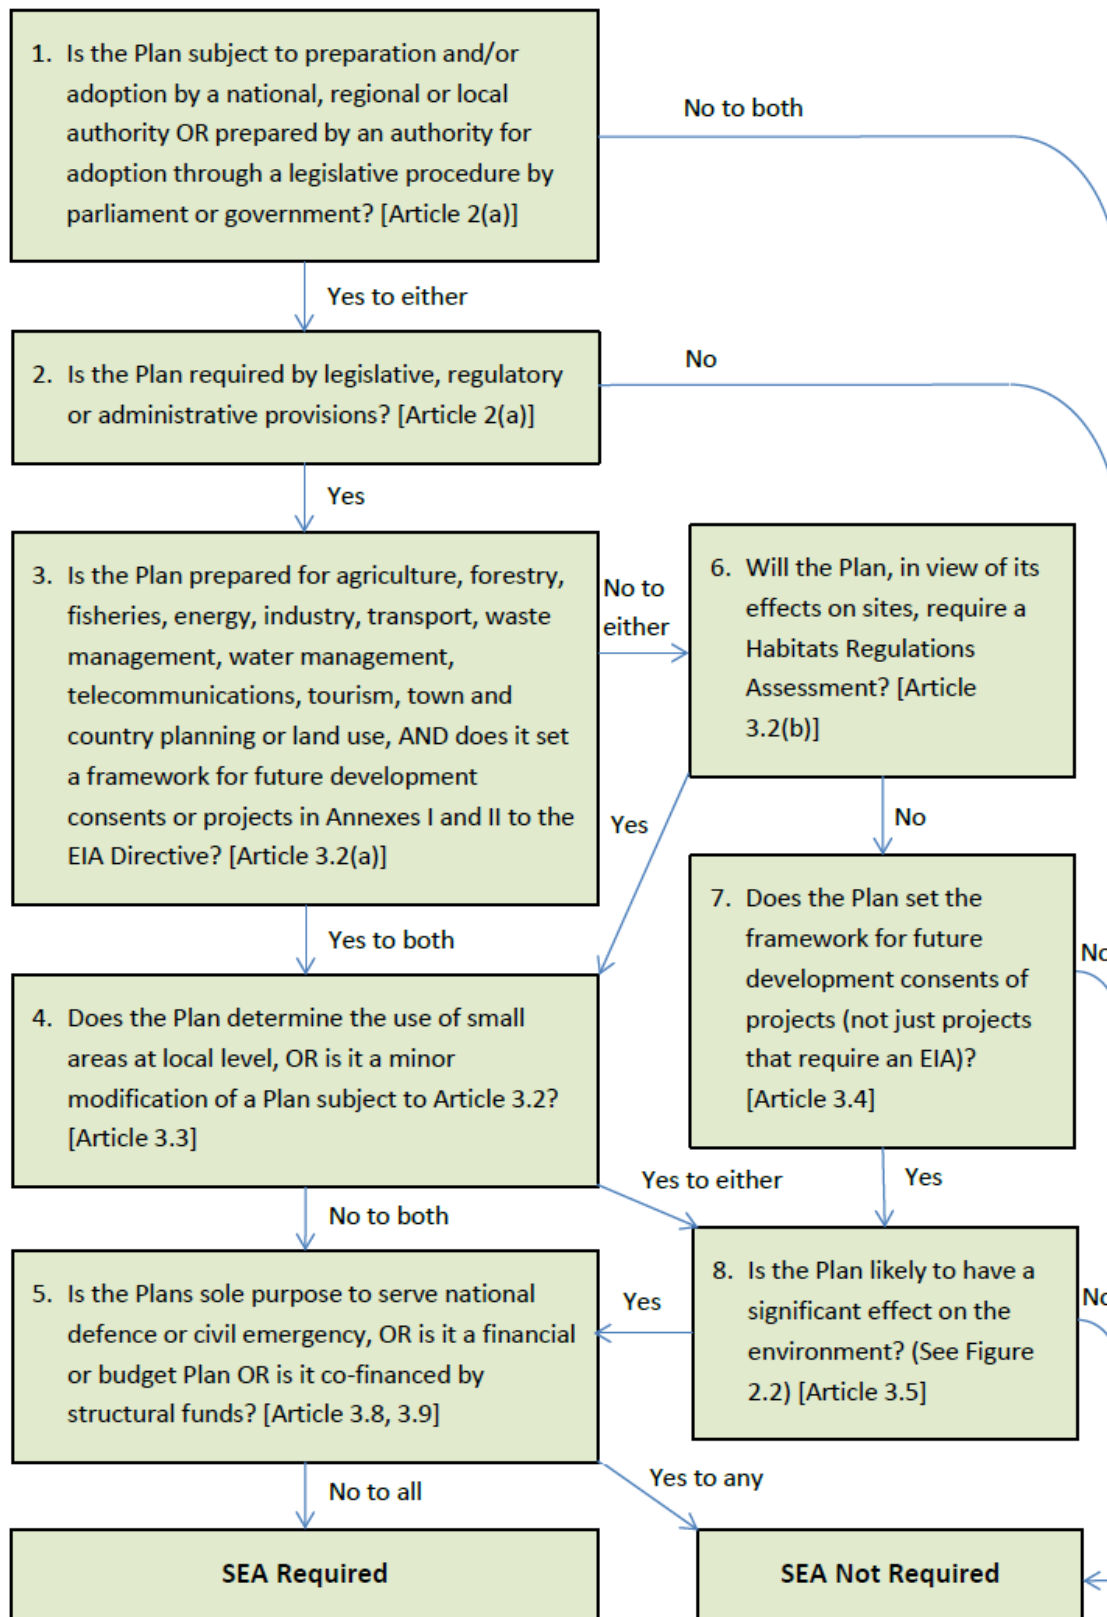 1. Is the Plan subject to preparation and/or
adoption by a national, regional or local
authority OR prepared by an authority for
adoption through a legislative procedure by
parliament or government? [Article 2(a)]
No to both
Yes to either
2. Is the Plan required by legislative, regulatory
or administrative provisions? [Article 2(a)]
No
Yes
3. Is the Plan prepared for agriculture, forestry,
fisheries, energy, industry, transport, waste
management, water management,
telecommunications, tourism, town and
country planning or land use, AND does it set
a framework for future development
consents or projects in Annexes I and II to the
EIA Directive? [Article 3.2(a)]
No to
either
6. Will the Plan, in view of its
effects on sites, require a
Habitats Regulations
Assessment? [Article
3.2(b)]
Yes
No
Yes to both
7. Does the Plan set the
framework for future
development consents of
projects (not just projects
that require an EIA)?
[Article 3.4]
No
4. Does the Plan determine the use of small
areas at local level, OR is it a minor
modification of a Plan subject to Article 3.2?
[Article 3.3]
Yes to either
Yes
No to both
5. Is the Plans sole purpose to serve national
defence or civil emergency, OR is it a financial
or budget Plan OR is it co-financed by
structural funds? [Article 3.8, 3.9]
Yes
8. Is the Plan likely to have a
significant effect on the
environment? (See Figure
2.2) [Article 3.5]
No
No to all
Yes to any
SEA Required
SEA Not Required